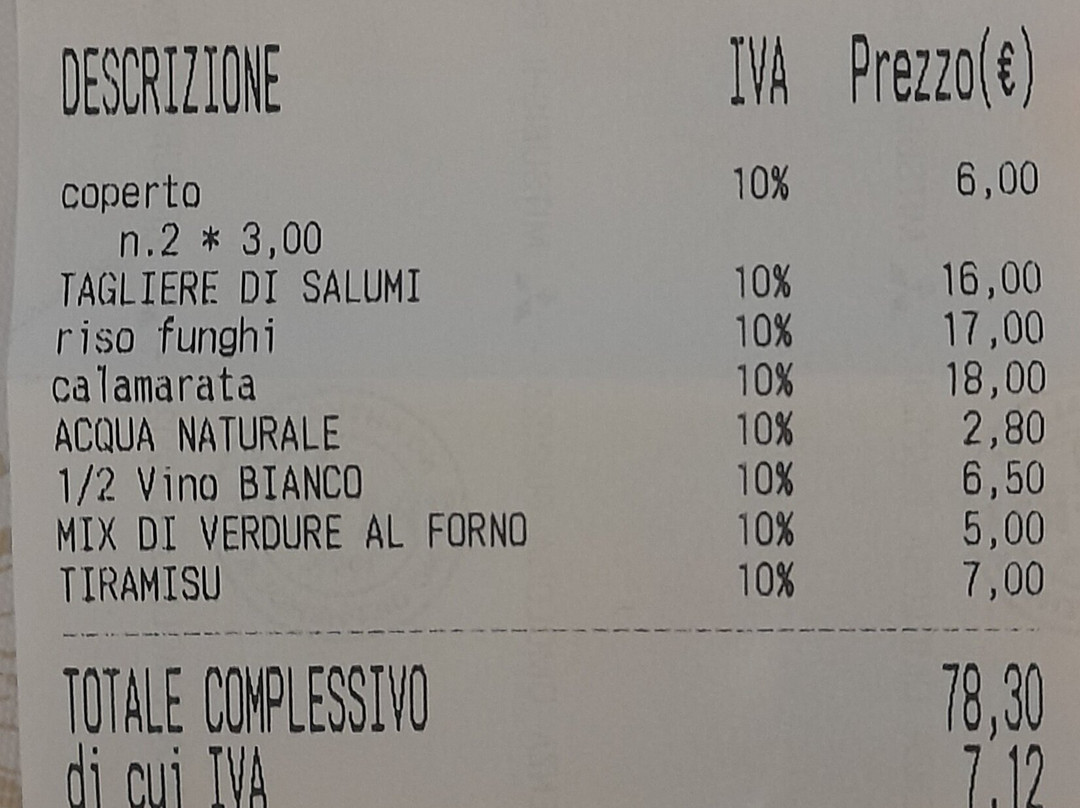 DESCRIZIONE IVA Prezzo(€)
coperto 10% 6,00
n.2 * 3,00
TAGLIERE DI SALUMI 10% 16,00
riso funghi 10% 17,00
calamarata 10% 18,00
ACQUA NATURALE 10% 2,80
1/2 Vino BIANCO 10% 6,50
MIX DI VERDURE AL FORNO 10% 5,00
TIRAMISU 10% 7,00
TOTALE COMPLESSIVO 78,30
di cui IVA 7,12